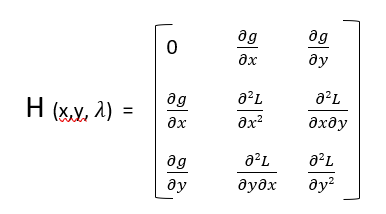 0 ∂g/∂x ∂g/∂y
H (x,y, λ) = ∂g/∂x ∂²L/∂x² ∂²L/∂x∂y
∂g/∂y ∂²L/∂y∂x ∂²L/∂y²